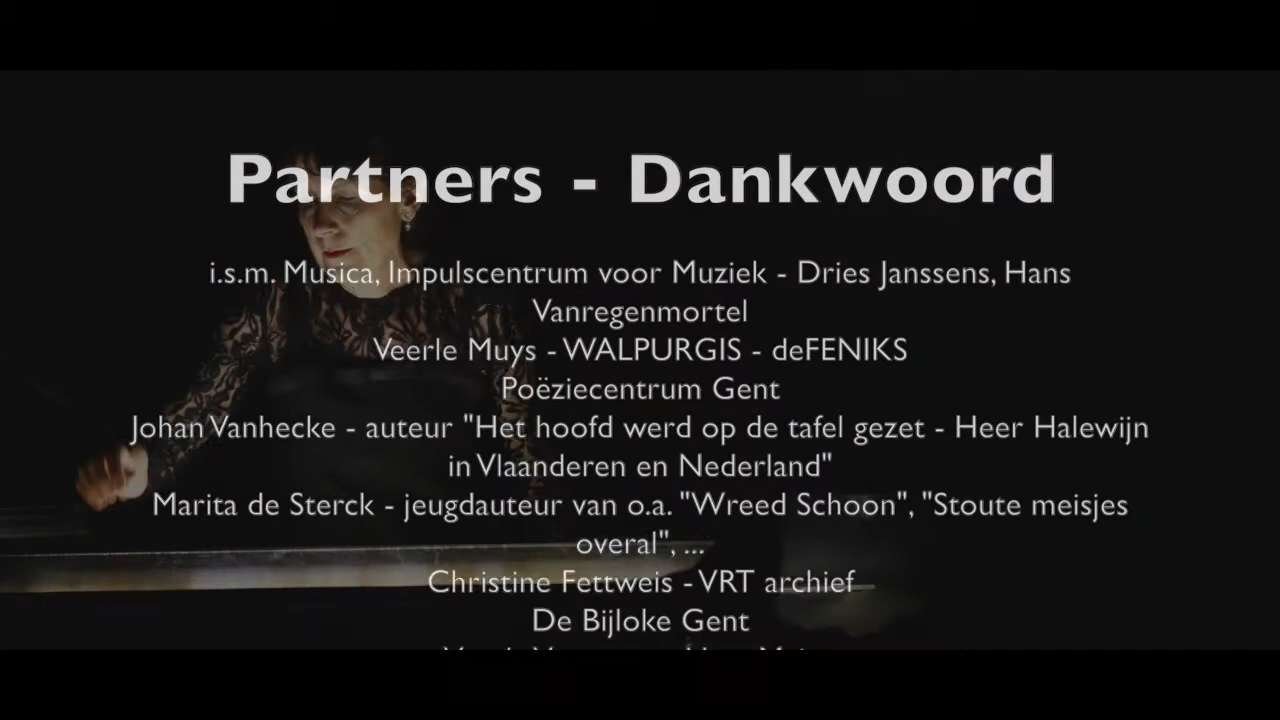 Partners - Dankwoord
i.s.m. Musica, Impulscentrum voor Muziek - Dries Janssens, Hans
Vanregenmortel
Veerle Muys - WALPURGIS - deFENIKS
Poëziecentrum Gent
Johan Vanhecke - auteur "Het hoofd werd op de tafel gezet - Heer Halewijn
in Vlaanderen en Nederland"
Marita de Sterck - jeugdauteur van o.a. "Wreed Schoon", "Stoute meisjes
overal", ...
Christine Fettweis - VRT archief
De Bijloke Gent